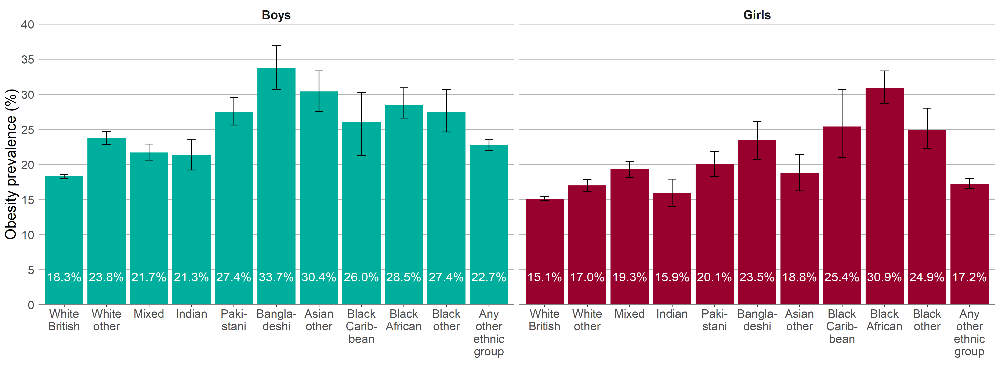 Boys
Girls
Obesity prevalence (%)
40
35
30
25
20
15
10
5
0
18.3% 23.8% 21.7% 21.3% 27.4% 33.7% 30.4% 26.0% 28.5% 27.4% 22.7%
15.1% 17.0% 19.3% 15.9% 20.1% 23.5% 18.8% 25.4% 30.9% 24.9% 17.2%
White
British
White
other
Mixed
Indian
Paki-
stani
Bangla-
deshi
Asian
other
Black
Carib-
bean
Black
African
Black
other
Any
other
ethnic
group
White
British
White
other
Mixed
Indian
Paki-
stani
Bangla-
deshi
Asian
other
Black
Carib-
bean
Black
African
Black
other
Any
other
ethnic
group